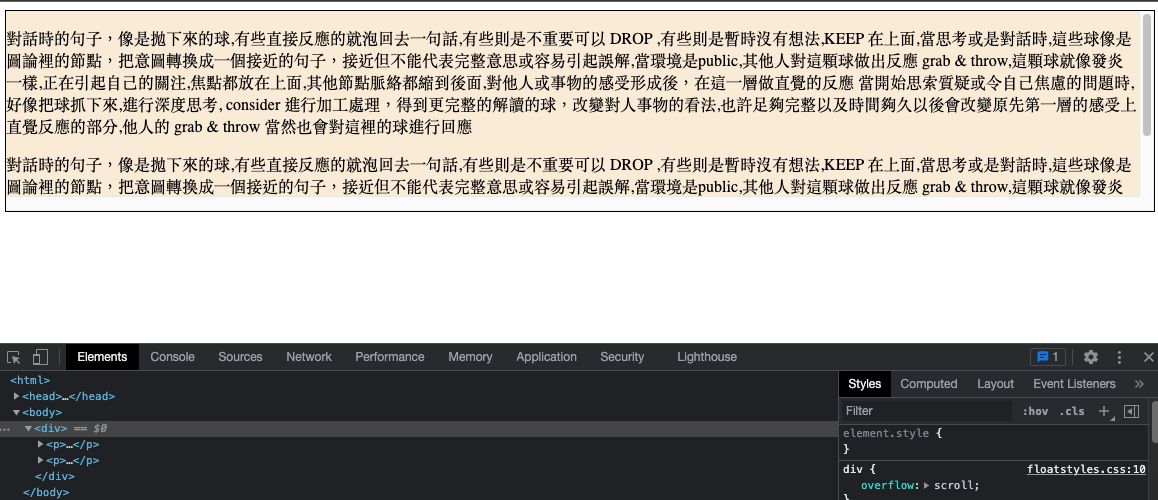 對話時的句子，像是拋下來的球,有些直接反應的就泡回去一句話,有些則是不重要可以 DROP ,有些則是暫時沒有想法,KEEP 在上面,當思考或是對話時,這些球像是
圖論裡的節點，把意圖轉換成一個接近的句子，接近但不能代表完整意思或容易引起誤解,當環境是public,其他人對這顆球做出反應 grab & throw,這顆球就像發炎
一樣,正在引起自己的關注,焦點都放在上面,其他節點脈絡都縮到後面,對他人或事物的感受形成後，在這一層做直覺的反應 當開始思索質疑或令自己焦慮的問題時,
好像把球抓下來,進行深度思考, consider 進行加工處理，得到更完整的解讀的球，改變對人事物的看法,也許足夠完整以及時間夠久以後會改變原先第一層的感受上
直覺反應的部分,他人的 grab & throw 當然也會對這裡的球進行回應
對話時的句子，像是拋下來的球,有些直接反應的就泡回去一句話,有些則是不重要可以 DROP ,有些則是暫時沒有想法,KEEP 在上面,當思考或是對話時,這些球像是
圖論裡的節點，把意圖轉換成一個接近的句子，接近但不能代表完整意思或容易引起誤解,當環境是public,其他人對這顆球做出反應 grab & throw,這顆球就像發炎
Elements Console Sources Network Performance Memory Application Security Lighthouse 1
<html>
<head>…</head>
<body>
<div> == $0
<p>…</p>
<p>…</p>
</div>
</body>
Styles Computed Layout Event Listeners »
Filter :hov .cls +
element.style {
}
div { floatstyles.css:10
overflow: scroll;
}